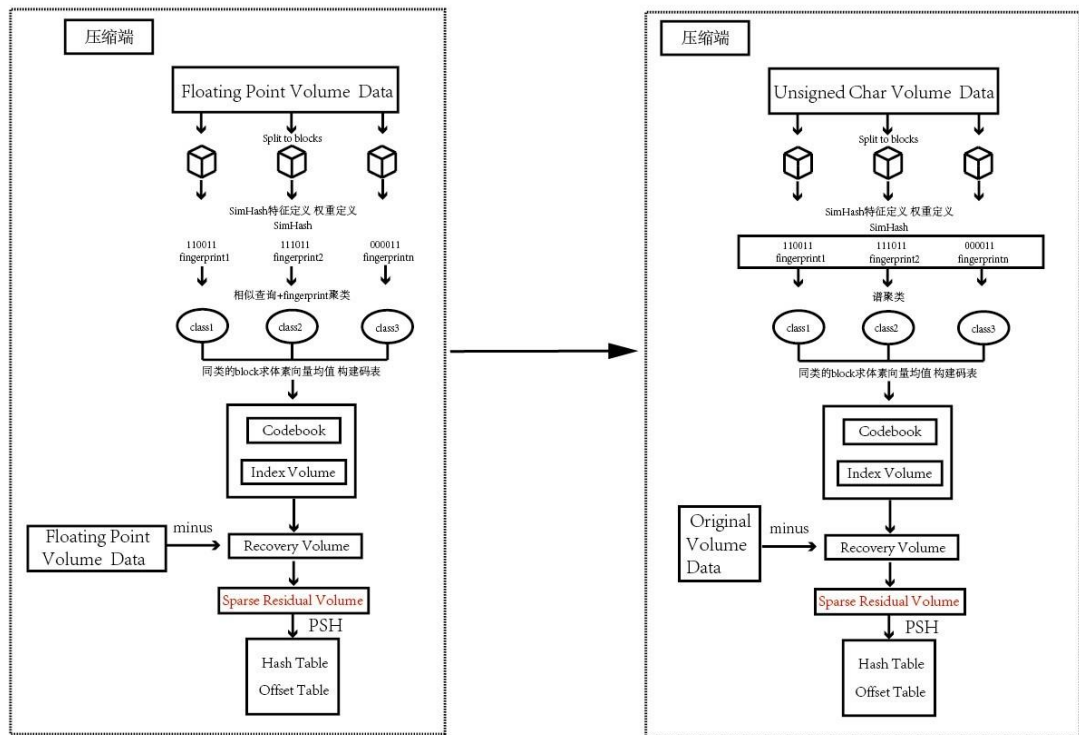 压缩端
Floating Point Volume Data
Split to blocks
SimHash特征定义 权重定义
SimHash
110011
fingerprint1
111011
fingerprint2
000011
fingerprintn
相似查询+fingerprint聚类
class1
class2
class3
同类的block求体素向量均值 构建码表
Codebook
Index Volume
Floating Point
Volume Data
minus
Recovery Volume
Sparse Residual Volume
PSH
Hash Table
Offset Table
压缩端
Unsigned Char Volume Data
Split to blocks
SimHash特征定义 权重定义
SimHash
110011
fingerprint1
111011
fingerprint2
000011
fingerprintn
谱聚类
class1
class2
class3
同类的block求体素向量均值 构建码表
Codebook
Index Volume
Original
Volume
Data
minus
Recovery Volume
Sparse Residual Volume
PSH
Hash Table
Offset Table